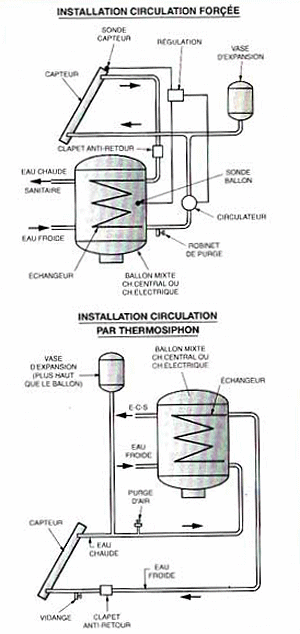 INSTALLATION CIRCULATION FORÇÉE
SONDE
CAPTEUR
RÉGULATION
VASE
D'EXPANSION
CAPTEUR
CLAPET ANTI-RETOUR
EAU CHAUDE
SANITAIRE
SONDE
BALLON
CIRCULATEUR
EAU FROIDE
ROBINET
DE PURGE
ECHANGEUR
BALLON MIXTE
CH.CENTRAL OU
CH.ELECTRIQUE
INSTALLATION CIRCULATION
PAR THERMOSIPHON
VASE
D'EXPANSION
(PLUS HAUT
QUE LE BALLON)
BALLON MIXTE
CH.CENTRAL OU
CH.ELECTRIQUE
ÉCHANGEUR
E-C-S
EAU
FROIDE
PURGE
D'AIR
CAPTEUR
EAU
CHAUDE
EAU
FROIDE
VIDANGE
CLAPET
ANTI-RETOUR